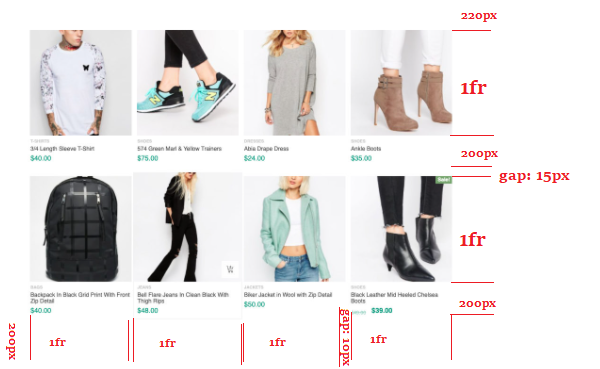 220px
1fr
T-SHIRTS
SHOES
DRESSES
SHOES
3/4 Length Sleeve T-Shirt
574 Green Marl & Yellow Trainers
Abia Drape Dress
Ankle Boots
$40.00
$75.00
$24.00
$35.00
200px
gap: 15px
Sale!
1fr
BAGS
JEANS
JACKETS
SHOES
Backpack In Black Grid Print With Front
Zip Detail
Bell Flare Jeans In Clean Black With
Thigh Rips
Biker Jacket in Wool with Zip Detail
Black Leather Mid Heeled Chelsea
Boots
$40.00
$48.00
$50.00
$39.00
200px
200px
1fr
1fr
1fr
gap: 10px
1fr